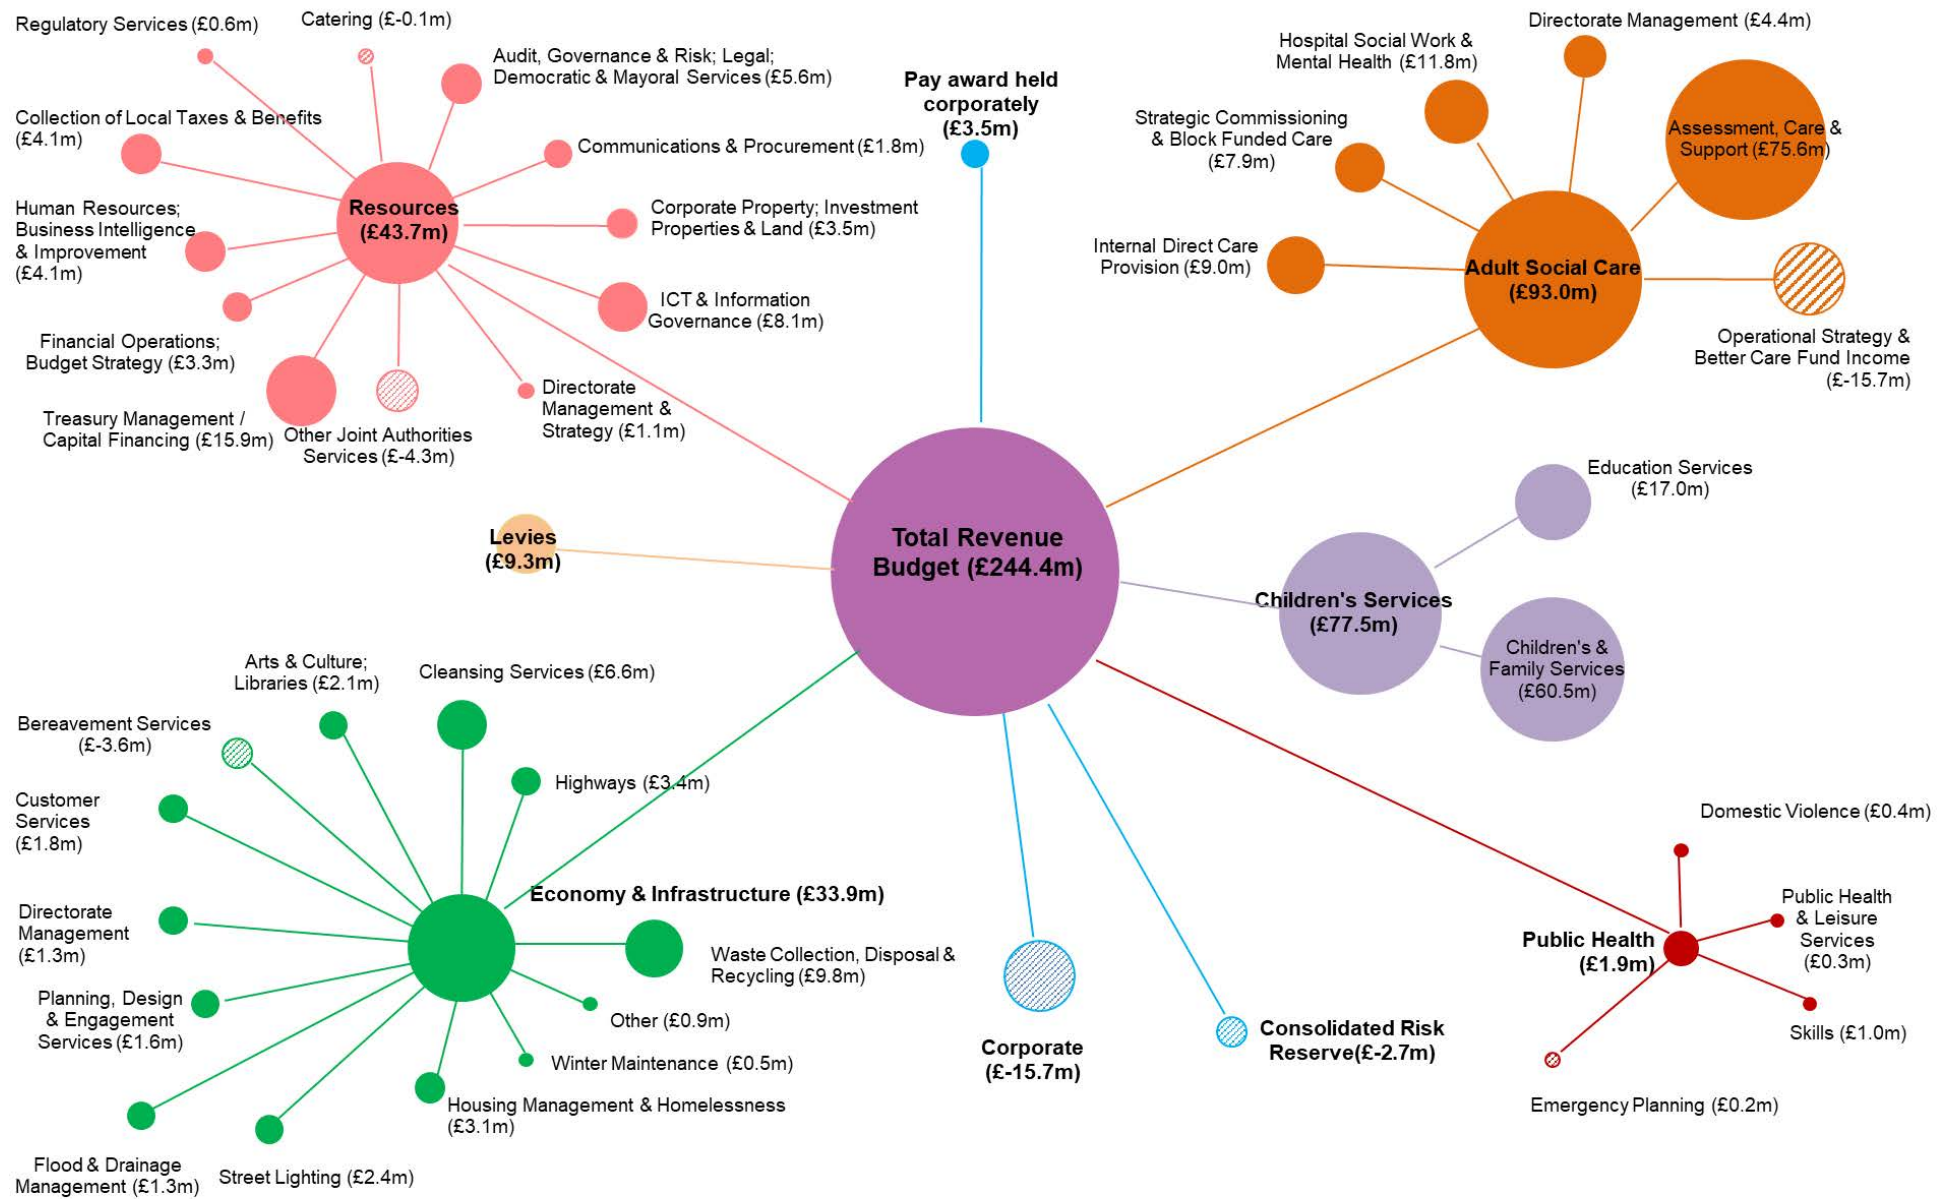 Regulatory Services (£0.6m)
Catering (£-0.1m)
Audit, Governance & Risk; Legal;
Democratic & Mayoral Services (£5.6m)
Collection of Local Taxes & Benefits
(£4.1m)
Communications & Procurement (£1.8m)
Human Resources;
Business Intelligence
& Improvement
(£4.1m)
Resources
(£43.7m)
Corporate Property; Investment
Properties & Land (£3.5m)
ICT & Information
Governance (£8.1m)
Financial Operations;
Budget Strategy (£3.3m)
Treasury Management /
Capital Financing (£15.9m)
Other Joint Authorities
Services (£-4.3m)
Directorate
Management &
Strategy (£1.1m)
Pay award held
corporately
(£3.5m)
Directorate Management (£4.4m)
Hospital Social Work &
Mental Health (£11.8m)
Strategic Commissioning
& Block Funded Care
(£7.9m)
Assessment, Care &
Support (£75.6m)
Internal Direct Care
Provision (£9.0m)
Adult Social Care
(£93.0m)
Operational Strategy &
Better Care Fund Income
(£-15.7m)
Levies
(£9.3m)
Total Revenue
Budget (£244.4m)
Education Services
(£17.0m)
Children's Services
(£77.5m)
Children's &
Family Services
(£60.5m)
Arts & Culture;
Libraries (£2.1m)
Cleansing Services (£6.6m)
Bereavement Services
(£-3.6m)
Highways (£3.4m)
Customer
Services
(£1.8m)
Economy & Infrastructure (£33.9m)
Directorate
Management
(£1.3m)
Waste Collection, Disposal &
Recycling (£9.8m)
Planning, Design
& Engagement
Services (£1.6m)
Other (£0.9m)
Winter Maintenance (£0.5m)
Housing Management & Homelessness
(£3.1m)
Flood & Drainage
Management (£1.3m)
Street Lighting (£2.4m)
Corporate
(£-15.7m)
Consolidated Risk
Reserve(£-2.7m)
Domestic Violence (£0.4m)
Public Health
& Leisure
Services
(£0.3m)
Public Health
(£1.9m)
Skills (£1.0m)
Emergency Planning (£0.2m)